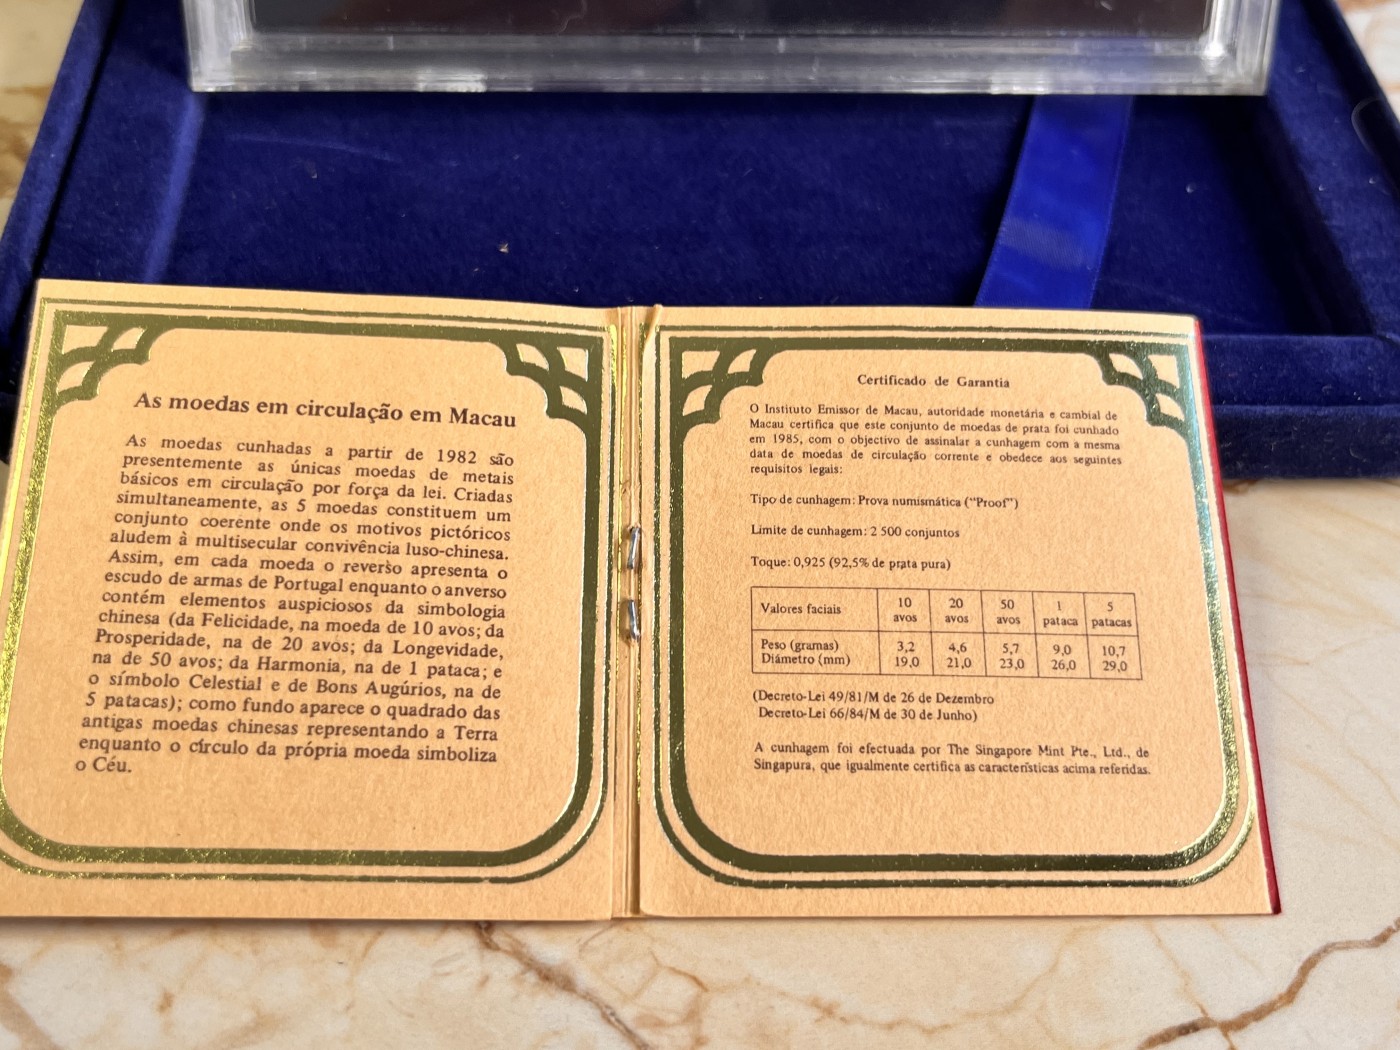 As moedas em circulação em Macau
As moedas cunhadas a partir de 1982 são
presentemente as únicas moedas de metais
básicos em circulação por força da lei. Criadas
simultaneamente, as 5 moedas constituem um
conjunto coerente onde os motivos pictóricos
aludem à multisecular convivência luso-chinesa.
Assim, em cada moeda o reverso apresenta o
escudo de armas de Portugal enquanto o anverso
contém elementos auspiciosos da simbologia
chinesa (da Felicidade, na moeda de 10 avos; da
Prosperidade, na de 20 avos; da Longevidade,
na de 50 avos; da Harmonia, na de 1 pataca; e
o símbolo Celestial e de Bons Augúrios, na de
5 patacas); como fundo aparece o quadrado das
antigas moedas chinesas representando a Terra
enquanto o círculo da própria moeda simboliza
o Céu.
Certificado de Garantia
O Instituto Emissor de Macau, autoridade monetária e cambial de
Macau certifica que este conjunto de moedas de prata foi cunhado
em 1985, com o objectivo de assinalar a cunhagem com a mesma
data de moedas de circulação corrente e obedece aos seguintes
requisitos legais:
Tipo de cunhagem: Prova numismática (“Proof”)
Limite de cunhagem: 2 500 conjuntos
Toque: 0,925 (92,5% de prata pura)
Valores faciais 10 avos 20 avos 50 avos 1 pataca 5 patacas
Peso (gramas) 3,2 4,6 5,7 9,0 10,7
Diámetro (mm) 19,0 21,0 23,0 26,0 29,0
(Decreto-Lei 49/81/M de 26 de Dezembro
Decreto-Lei 66/84/M de 30 de Junho)
A cunhagem foi efectuada por The Singapore Mint Pte., Ltd., de
Singapura, que igualmente certifica as características acima referidas.